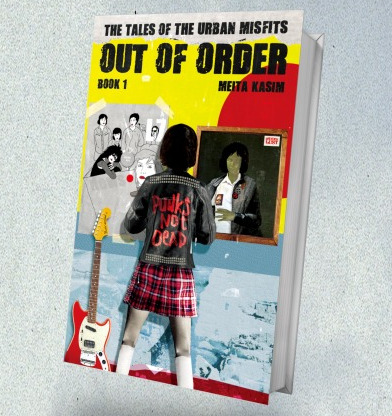 THE TALES OF THE URBAN MISFITS
OUT OF ORDER
BOOK 1
MEITA KASIM
PUNKS
NOT
DEAD